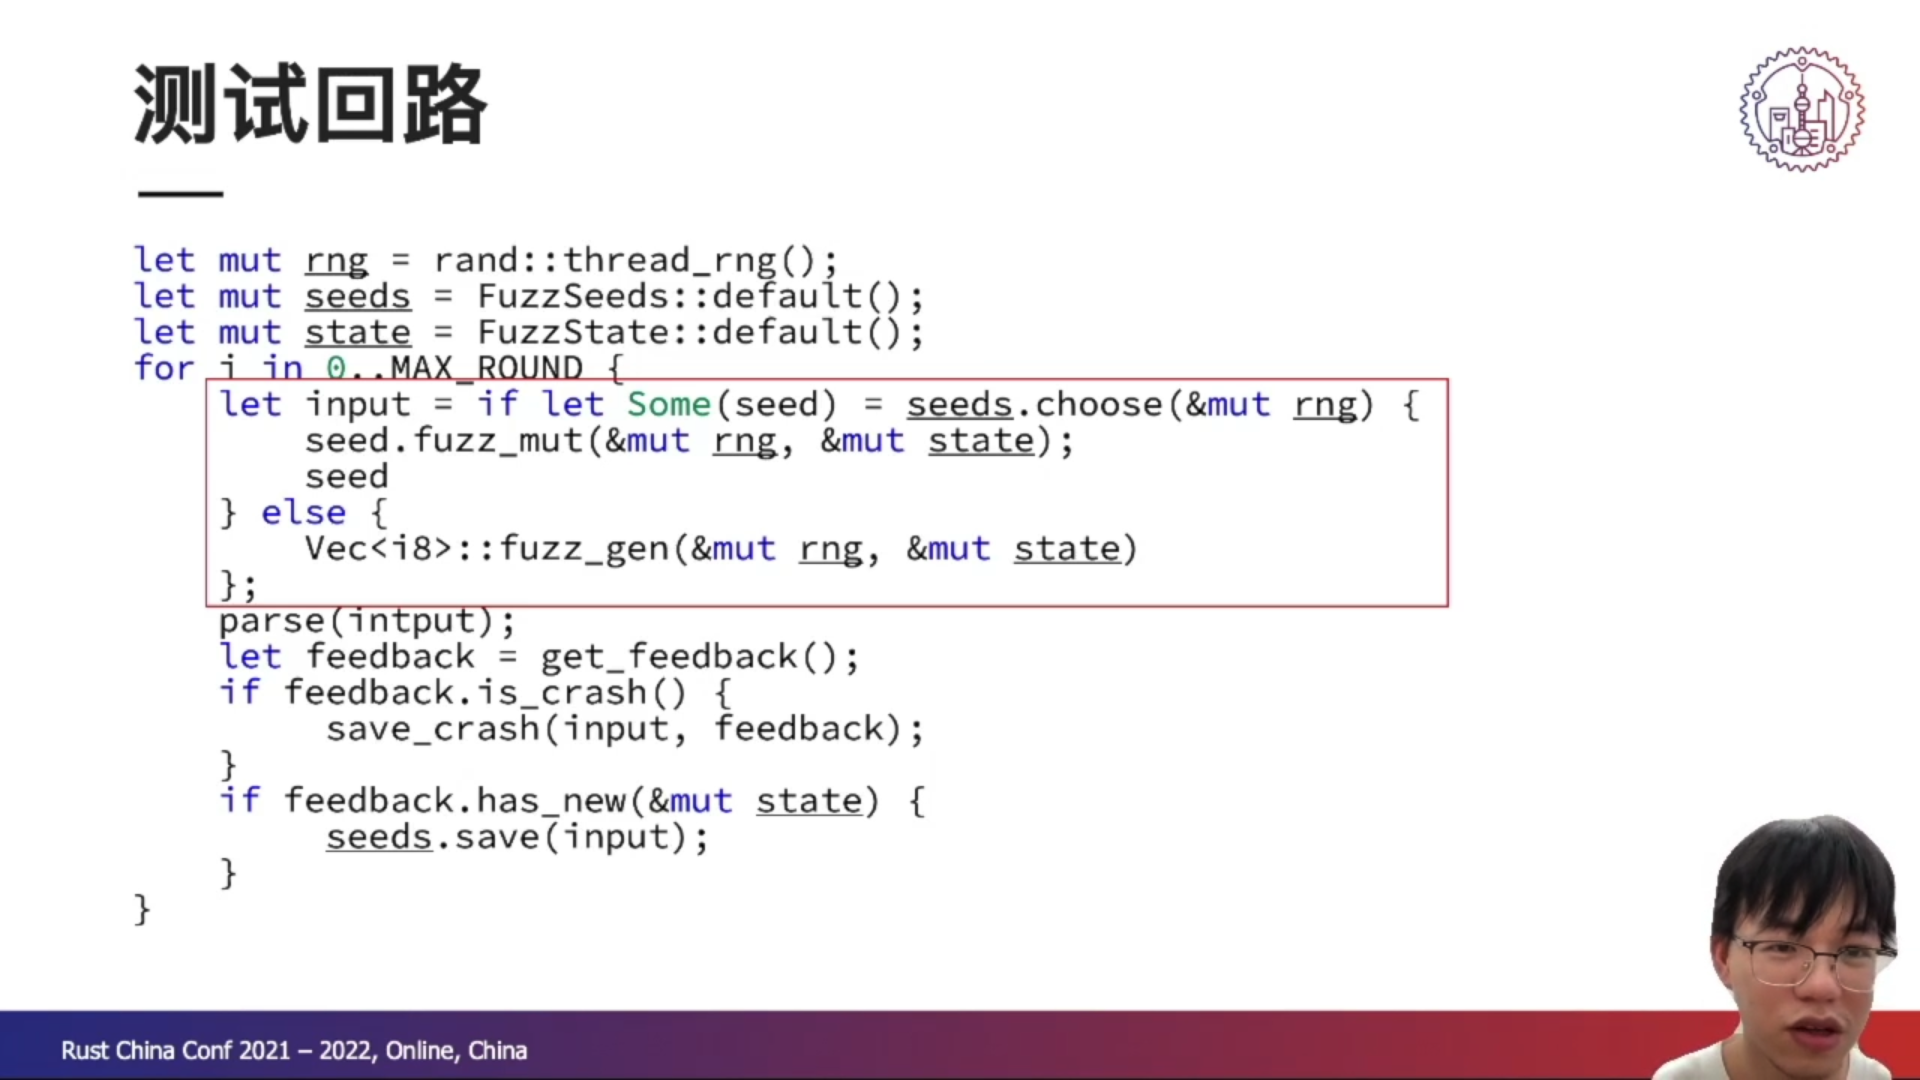 测试回路
let mut rng = rand::thread_rng();
let mut seeds = FuzzSeeds::default();
let mut state = FuzzState::default();
for i in 0..MAX_ROUND {
let input = if let Some(seed) = seeds.choose(&mut rng) {
seed.fuzz_mut(&mut rng, &mut state);
seed
} else {
Vec<i8>::fuzz_gen(&mut rng, &mut state)
};
parse(intput);
let feedback = get_feedback();
if feedback.is_crash() {
save_crash(input, feedback);
}
if feedback.has_new(&mut state) {
seeds.save(input);
}
}
Rust China Conf 2021 – 2022, Online, China